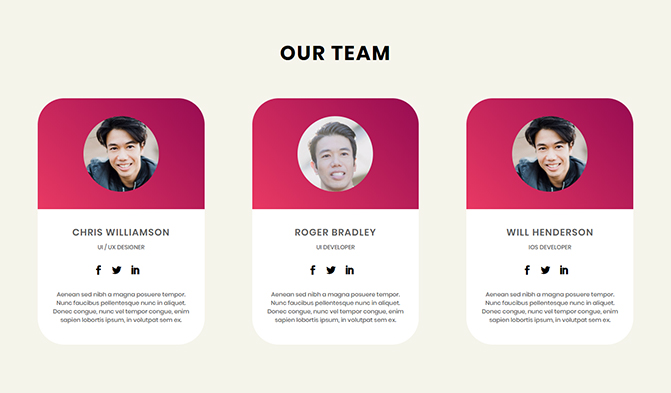 OUR TEAM
CHRIS WILLIAMSON
UI / UX DESIGNER
Aenean sed nibh a magna posuere tempor.
Nunc faucibus pellentesque nunc in aliquet.
Donec congue, nunc vel tempor congue, enim
sapien lobortis ipsum, in volutpat sem ex.
ROGER BRADLEY
UI DEVELOPER
Aenean sed nibh a magna posuere tempor.
Nunc faucibus pellentesque nunc in aliquet.
Donec congue, nunc vel tempor congue, enim
sapien lobortis ipsum, in volutpat sem ex.
WILL HENDERSON
IOS DEVELOPER
Aenean sed nibh a magna posuere tempor.
Nunc faucibus pellentesque nunc in aliquet.
Donec congue, nunc vel tempor congue, enim
sapien lobortis ipsum, in volutpat sem ex.